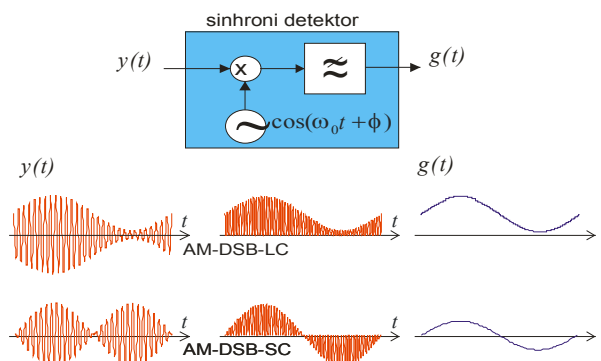 sinhroni detektor
y(t)
x
g(t)
cos(ω₀t + ϕ)
y(t)
g(t)
t
t
AM-DSB-LC
t
t
AM-DSB-SC